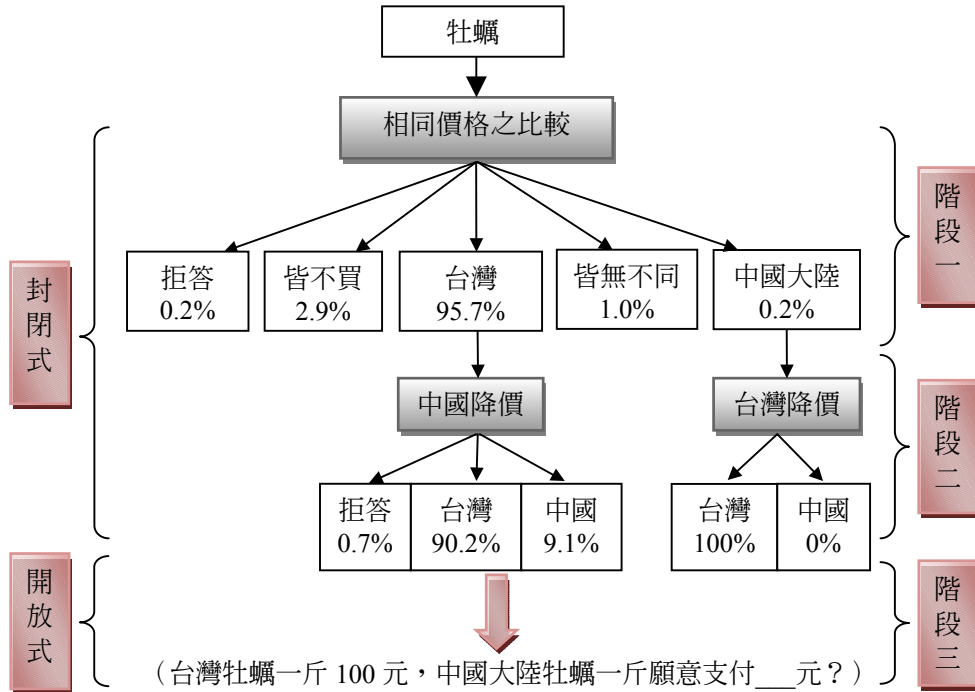 牡蠣
相同價格之比較
拒答
0.2%
皆不買
2.9%
台灣
95.7%
皆無不同
1.0%
中國大陸
0.2%
中國降價
台灣降價
拒答
0.7%
台灣
90.2%
中國
9.1%
台灣
100%
中國
0%
（台灣牡蠣一斤 100 元，中國大陸牡蠣一斤願意支付___元？）
封閉式
開放式
階段一
階段二
階段三